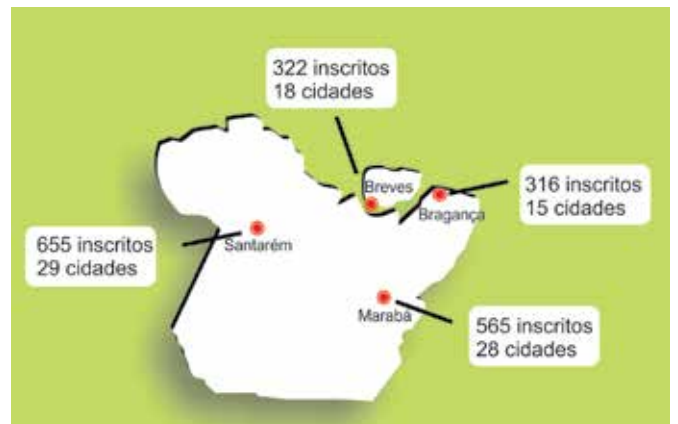 322 inscritos
18 cidades
Breves
316 inscritos
15 cidades
Bragança
655 inscritos
29 cidades
Santarém
Marabá
565 inscritos
28 cidades